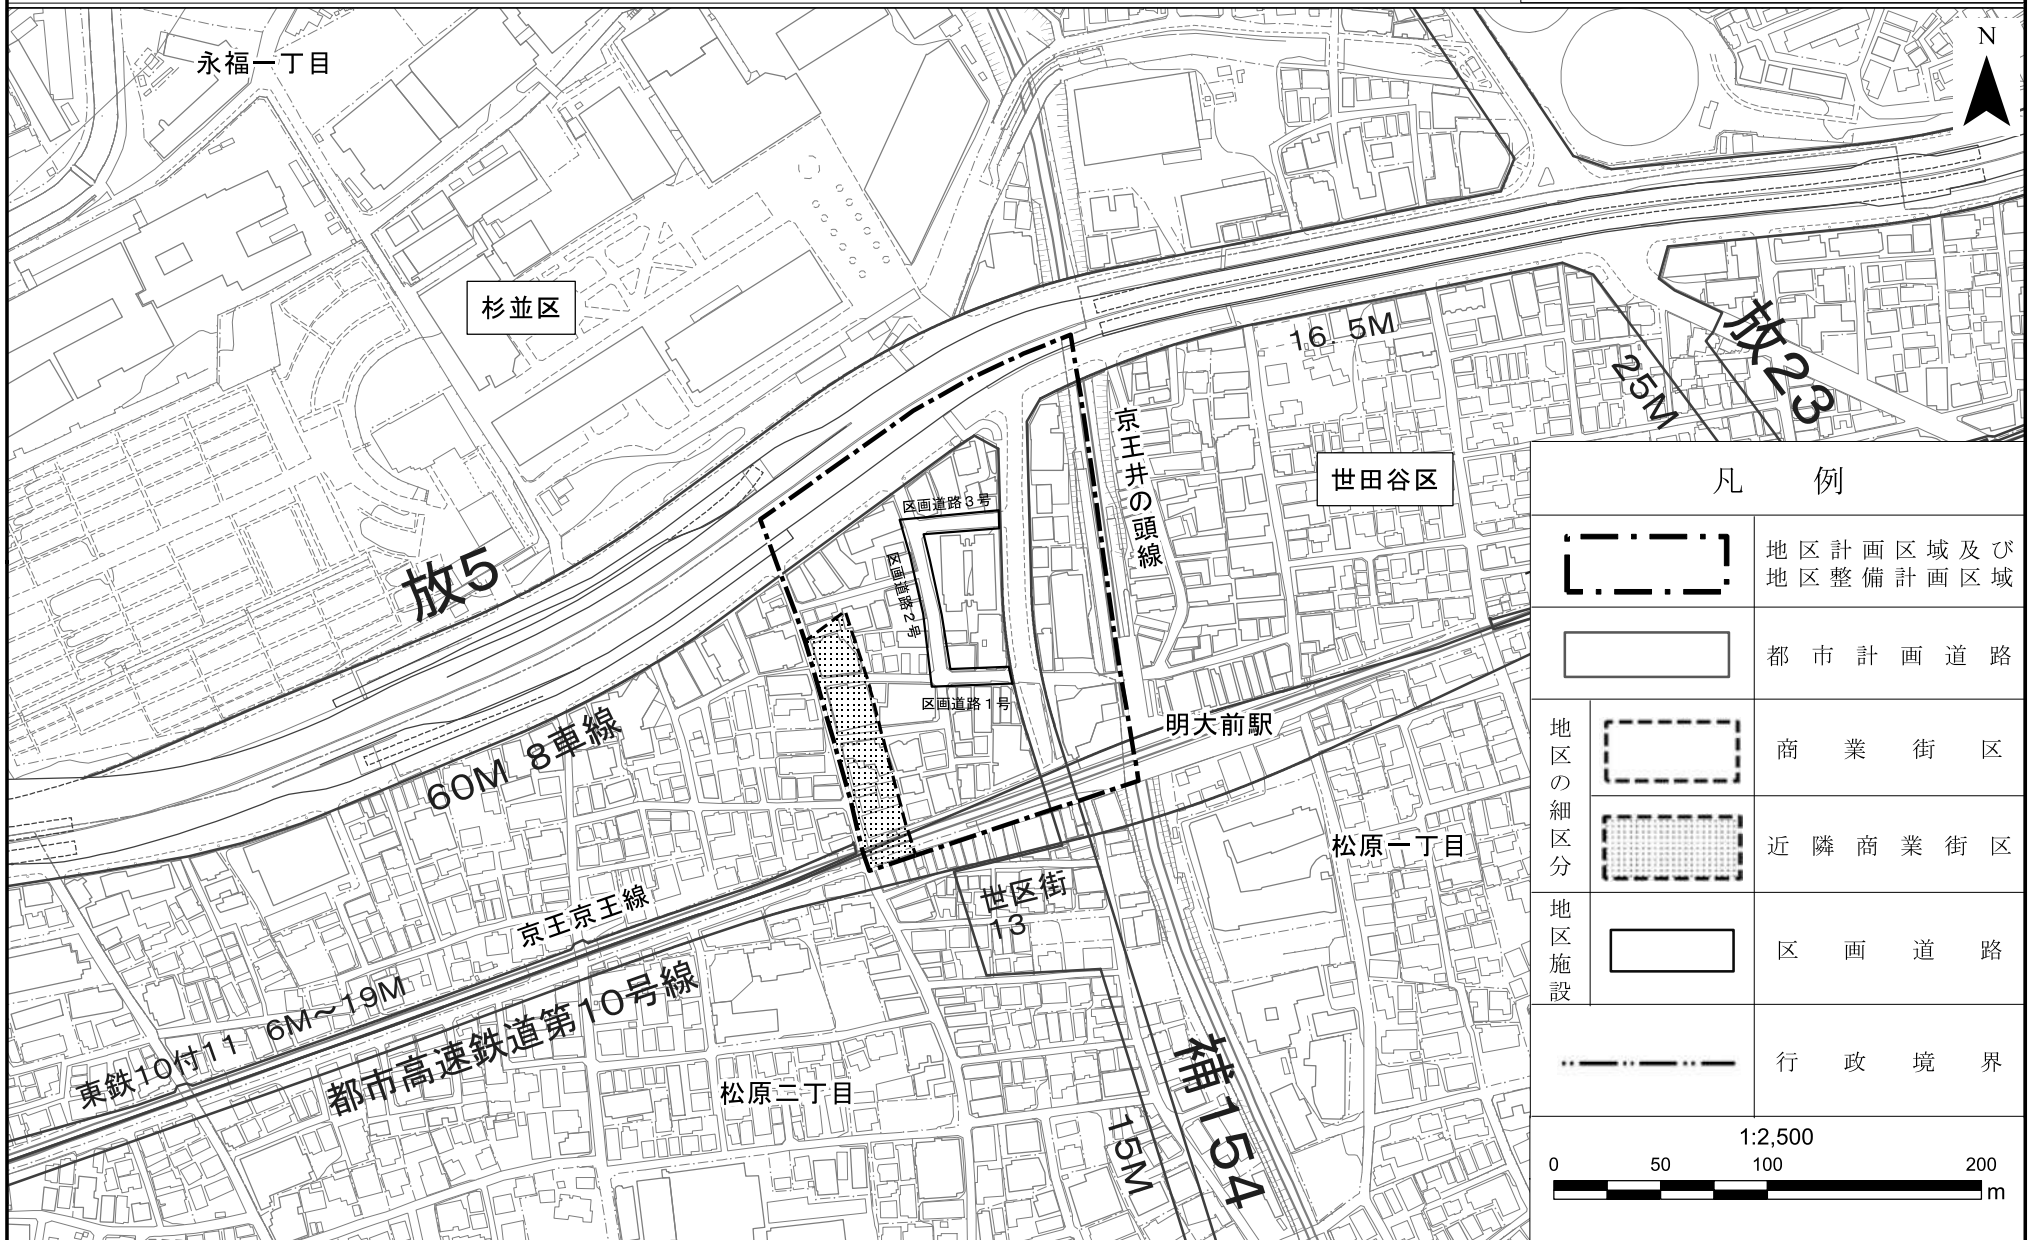 永福一丁目
N
杉並区
16.5M
放23
25M
京王井の頭線
世田谷区
区画道路3号
区画道路2号
区画道路1号
放5
60M 8車線
明大前駅
松原一丁目
世区街
13
京王京王線
東鉄10付11 6M～19M
都市高速鉄道第10号線
松原二丁目
補154
15M
凡例
地区計画区域及び
地区整備計画区域
都市計画道路
地区の細区分
商業街区
近隣商業街区
地区施設
区画道路
行政境界
1:2,500
0 50 100 200
m